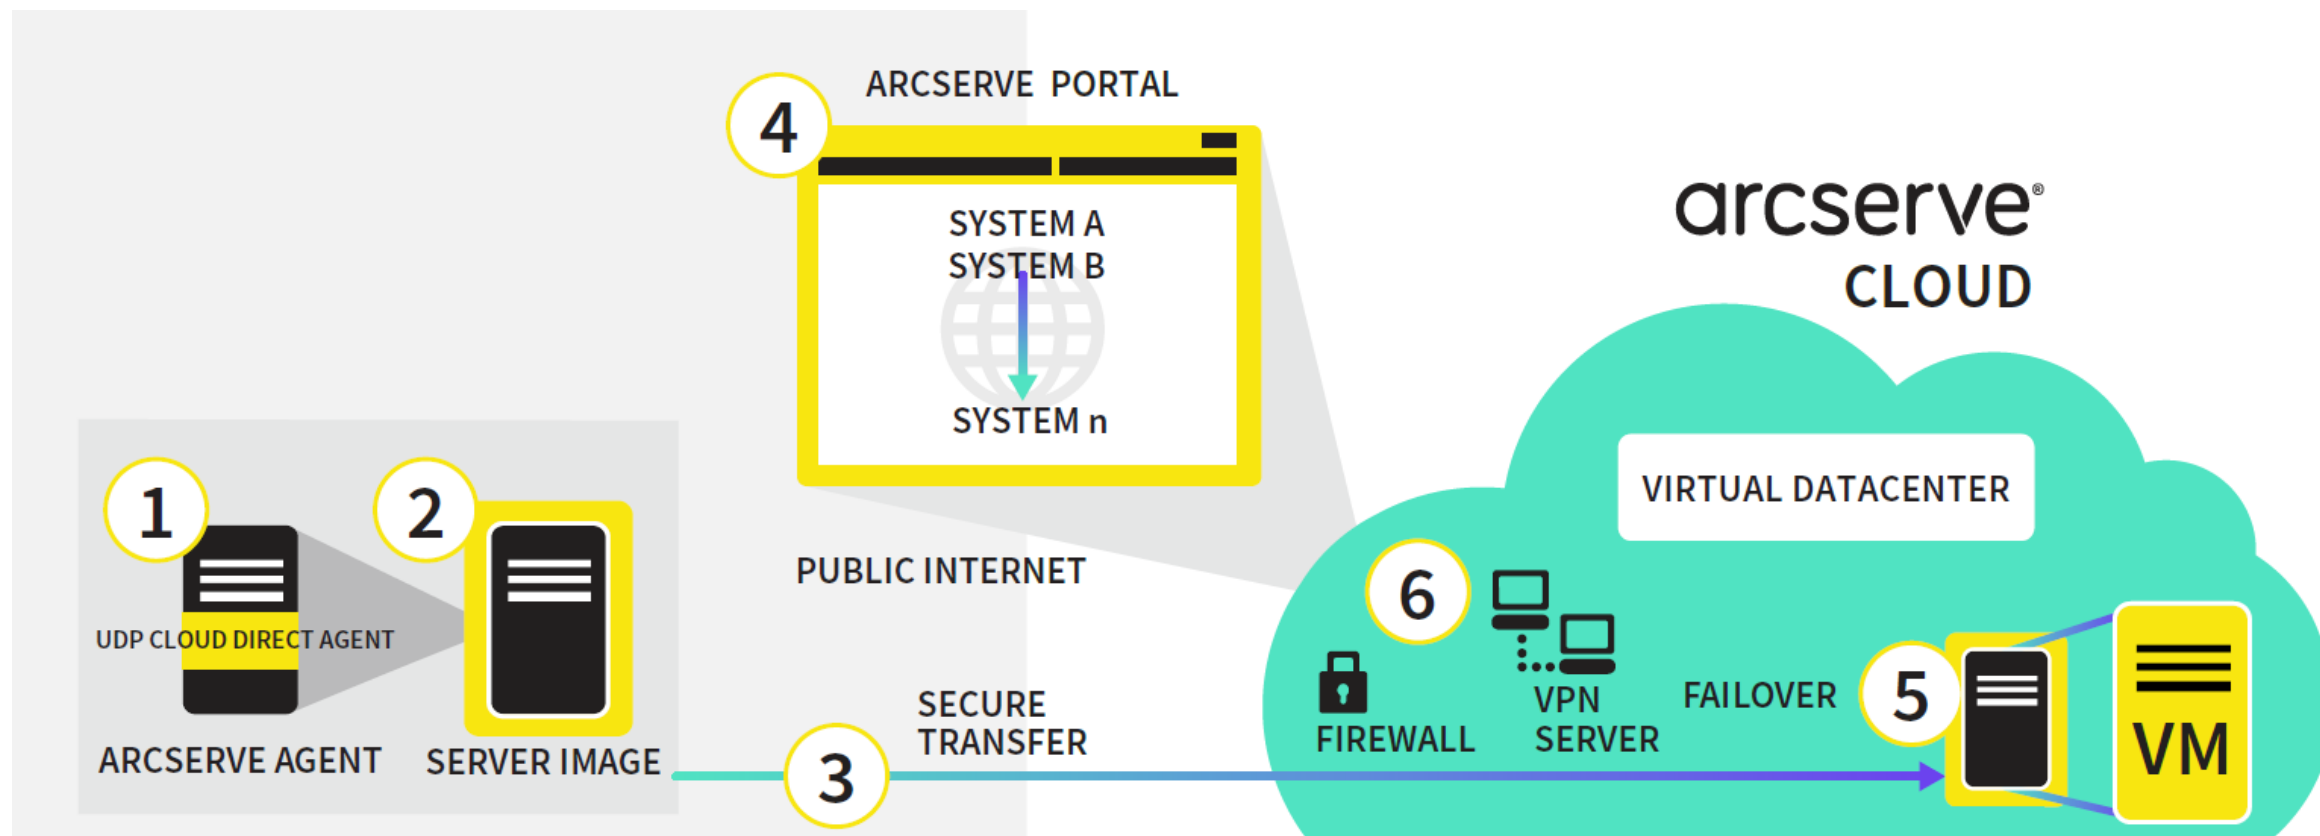 ARCSERVE PORTAL
4
SYSTEM A
SYSTEM B
SYSTEM n
arcserve®
CLOUD
VIRTUAL DATACENTER
1
2
UDP CLOUD DIRECT AGENT
ARCSERVE AGENT
SERVER IMAGE
PUBLIC INTERNET
SECURE
TRANSFER
3
6
FIREWALL
VPN
SERVER
FAILOVER
5
VM